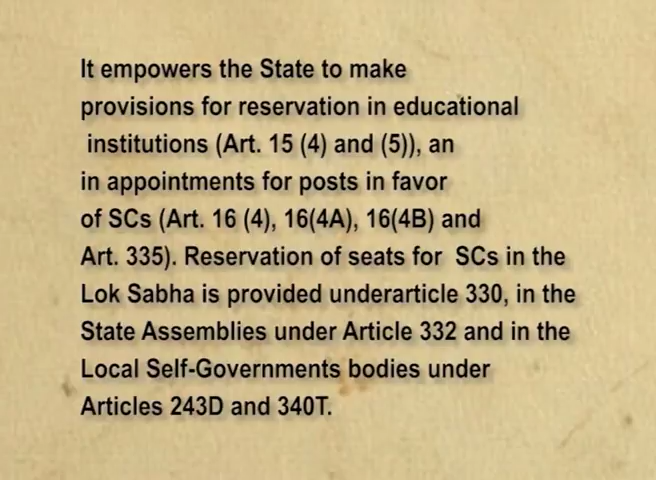 It empowers the State to make
provisions for reservation in educational
institutions (Art. 15 (4) and (5)), an
in appointments for posts in favor
of SCs (Art. 16 (4), 16(4A), 16(4B) and
Art. 335). Reservation of seats for SCs in the
Lok Sabha is provided underarticle 330, in the
State Assemblies under Article 332 and in the
Local Self-Governments bodies under
Articles 243D and 340T.